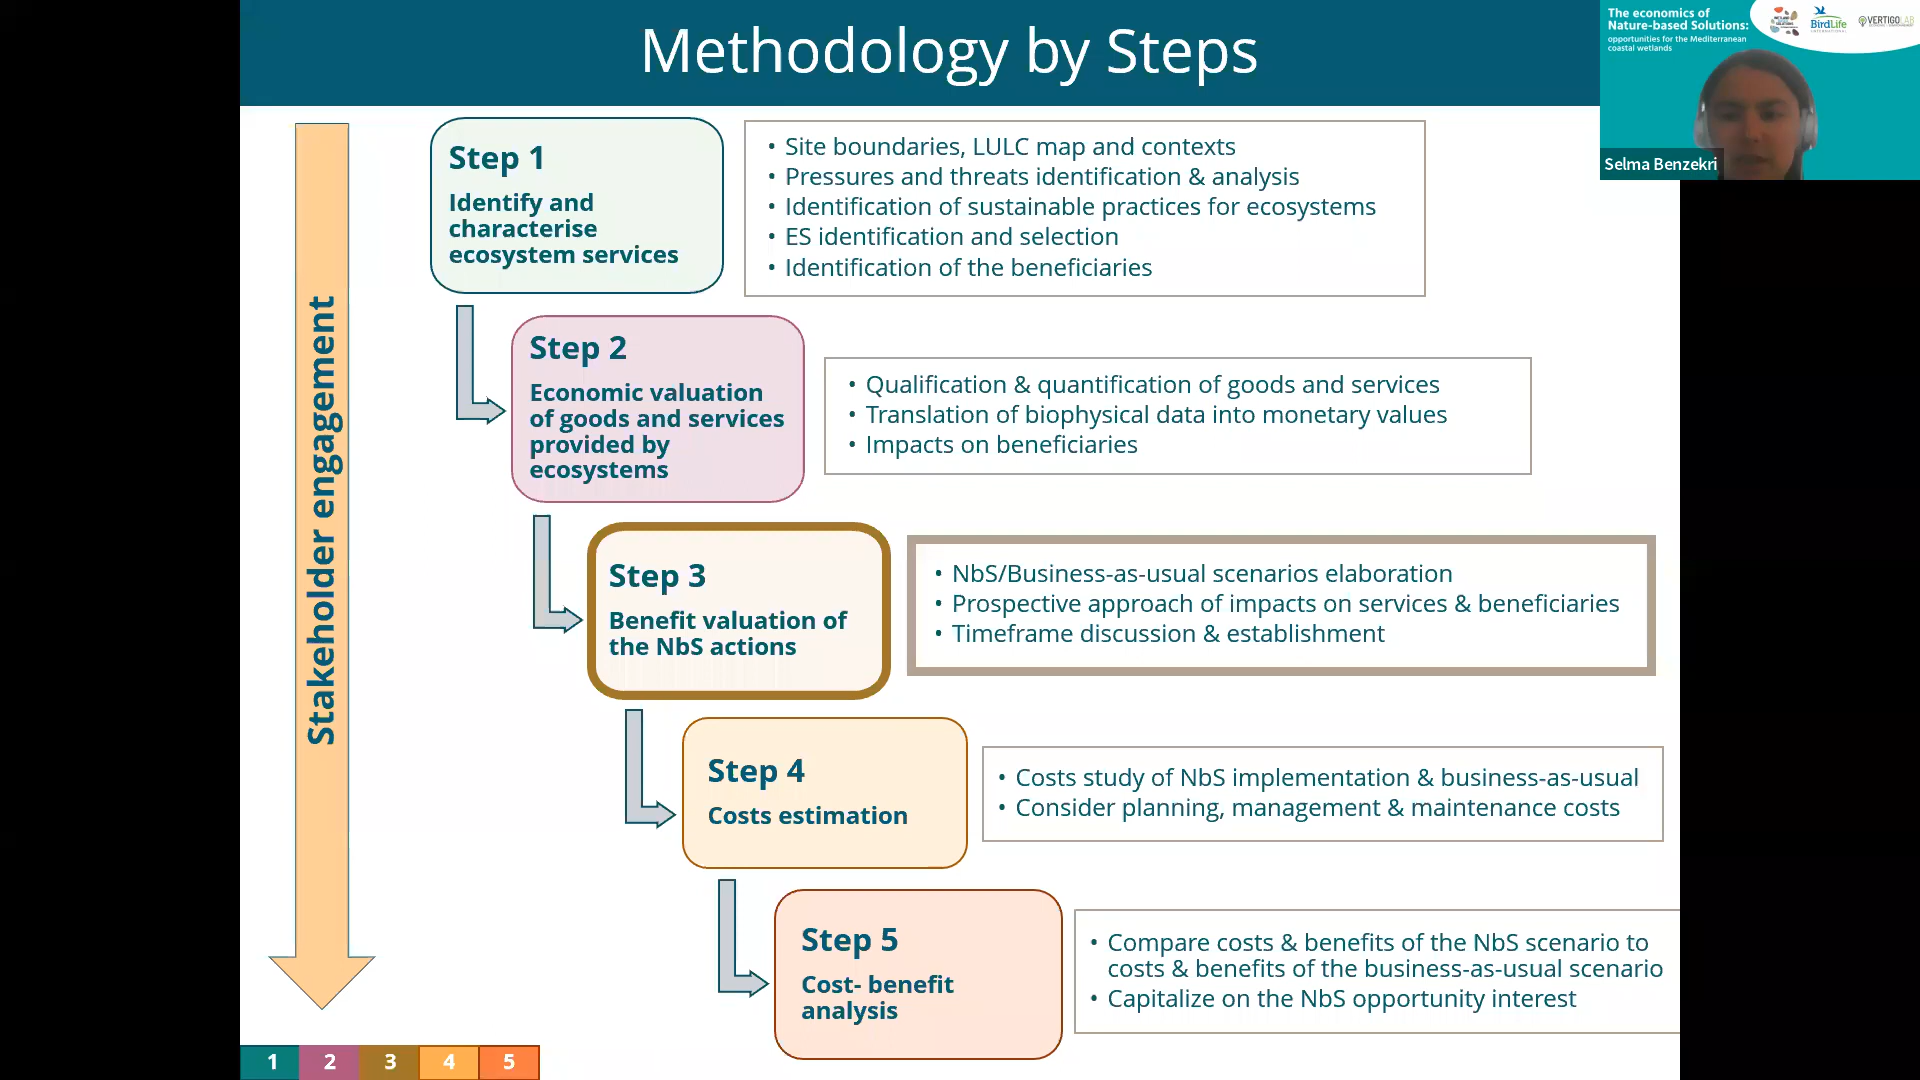 Methodology by Steps
The economics of
Nature-based Solutions:
opportunities for the Mediterranean
coastal wetlands
BirdLife
INTERNATIONAL
VERTIGOLAB
Selma Benzekri
Stakeholder engagement
Step 1
Identify and
characterise
ecosystem services
• Site boundaries, LULC map and contexts
• Pressures and threats identification & analysis
• Identification of sustainable practices for ecosystems
• ES identification and selection
• Identification of the beneficiaries
Step 2
Economic valuation
of goods and services
provided by
ecosystems
• Qualification & quantification of goods and services
• Translation of biophysical data into monetary values
• Impacts on beneficiaries
Step 3
Benefit valuation of
the NbS actions
• NbS/Business-as-usual scenarios elaboration
• Prospective approach of impacts on services & beneficiaries
• Timeframe discussion & establishment
Step 4
Costs estimation
• Costs study of NbS implementation & business-as-usual
• Consider planning, management & maintenance costs
Step 5
Cost- benefit
analysis
• Compare costs & benefits of the NbS scenario to
costs & benefits of the business-as-usual scenario
• Capitalize on the NbS opportunity interest
1 2 3 4 5